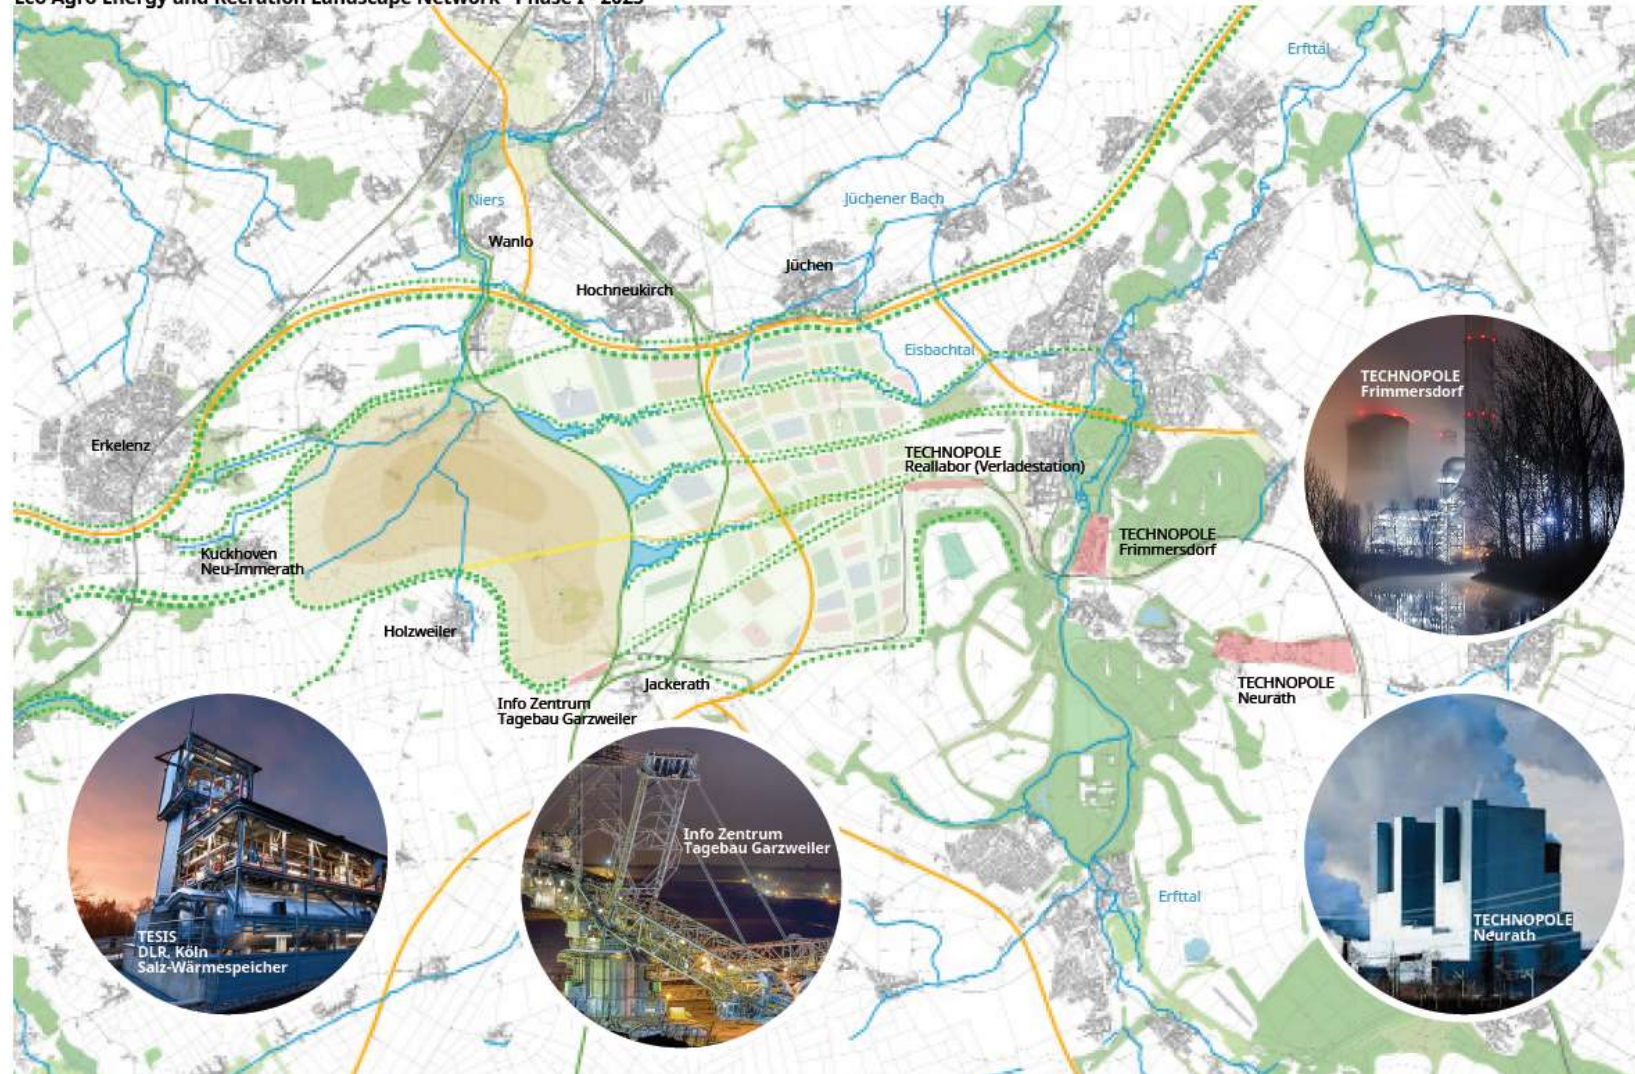 Eco Agro Energy and Recration Landscape Network - Phase I - 2025
Erfttal
Niers
Jüchener Bach
Wanlo
Jüchen
Hochneukirch
Eisbachtal
TECHNOPOLE
Frimmersdorf
Erkelenz
TECHNOPOLE
Reallabor (Verladestation)
TECHNOPOLE
Frimmersdorf
Kuckhoven
Neu-Immerath
Holzweiler
Jackerath
TECHNOPOLE
Neurath
Info Zentrum
Tagebau Garzweiler
Info Zentrum
Tagebau Garzweiler
Erfttal
TECHNOPOLE
Neurath
TESIS
DLR, Köln
Salz-Wärmespeicher